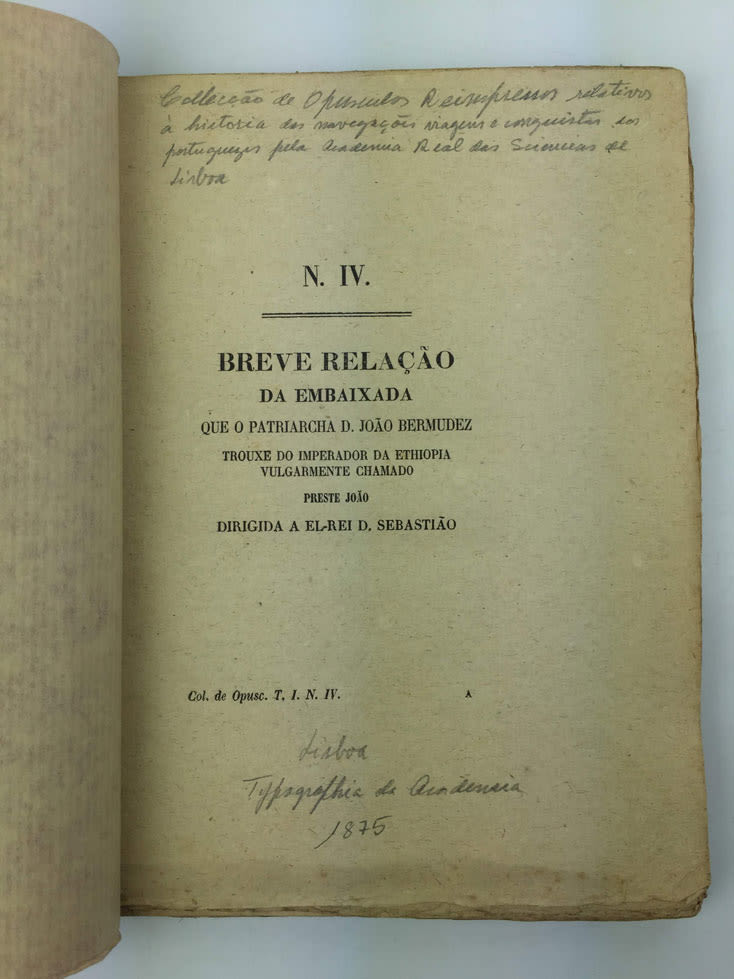 Collecção de Opusculos Reimpressos relativos
á historia das navegações viagens e conquistas dos
portuguezes pela Academia Real das Sciencias de
Lisboa
N. IV.
BREVE RELAÇÃO
DA EMBAIXADA
QUE O PATRIARCHA D. JOÃO BERMUDEZ
TROUXE DO IMPERADOR DA ETHIOPIA
VULGARMENTE CHAMADO
PRESTE JOÃO
DIRIGIDA A EL-REI D. SEBASTIÃO
Col. de Opusc. T. I. N. IV. A
Lisboa
Typographia da Academia
1875